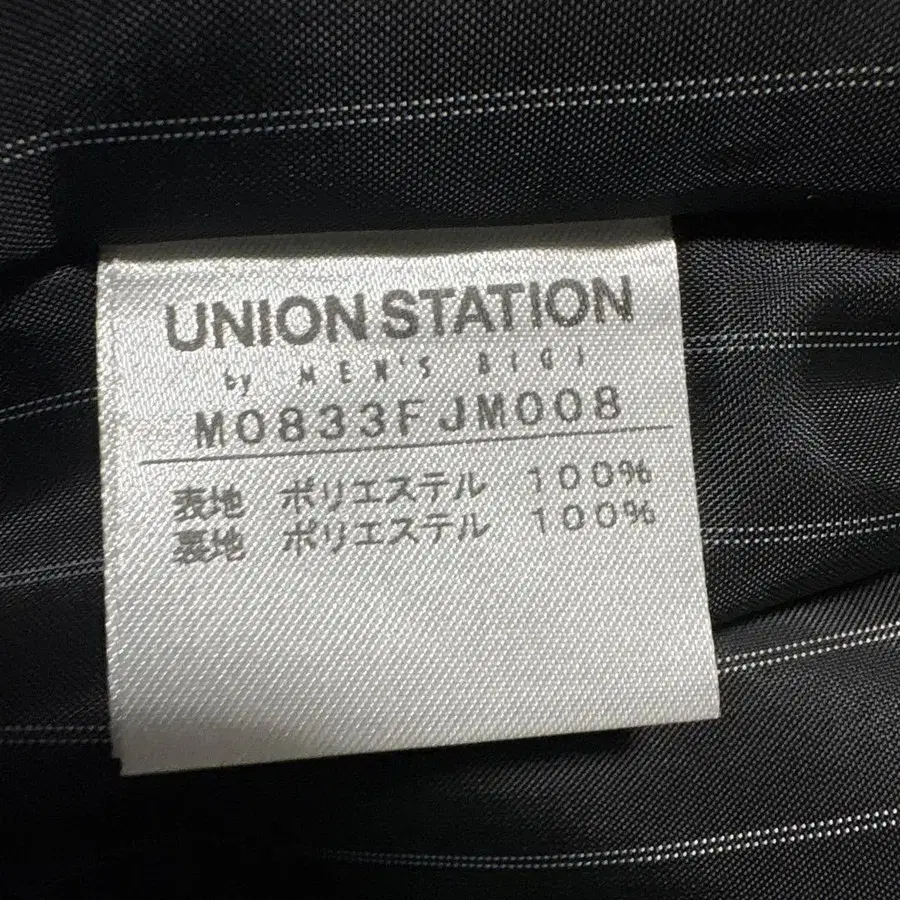 UNION STATION
by MEN'S BIGI
M0833FJM008
表地 ポリエステル 100%
裏地 ポリエステル 100%